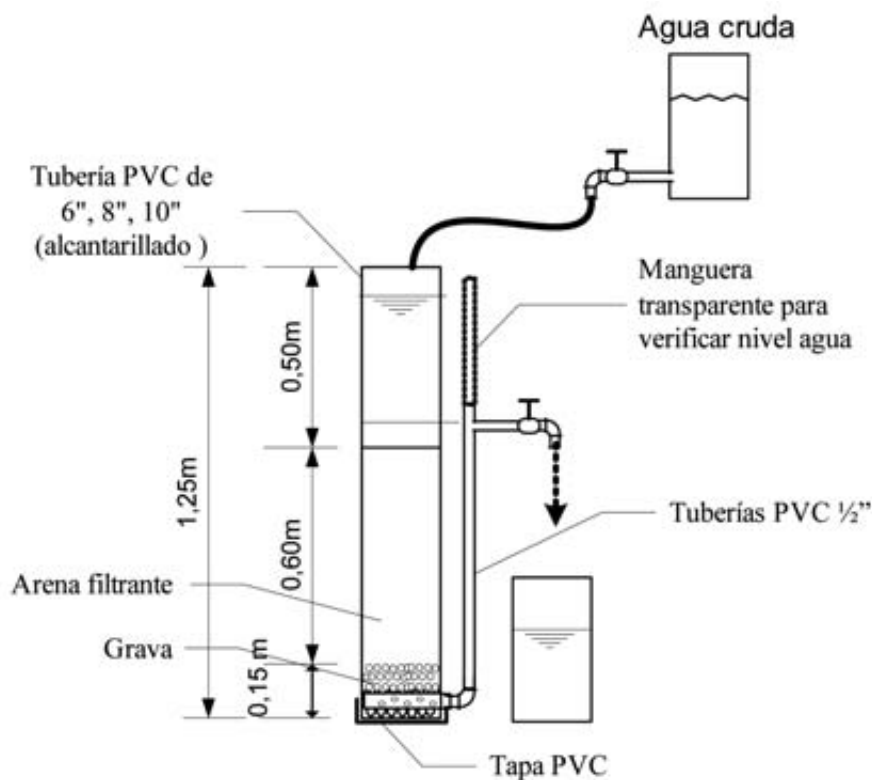 Agua cruda
Tubería PVC de
6", 8", 10"
(alcantarillado )
Manguera
transparente para
verificar nivel agua
0,50m
1,25m
0,60m
Tuberías PVC ½”
Arena filtrante
Grava
0,15 m
Tapa PVC